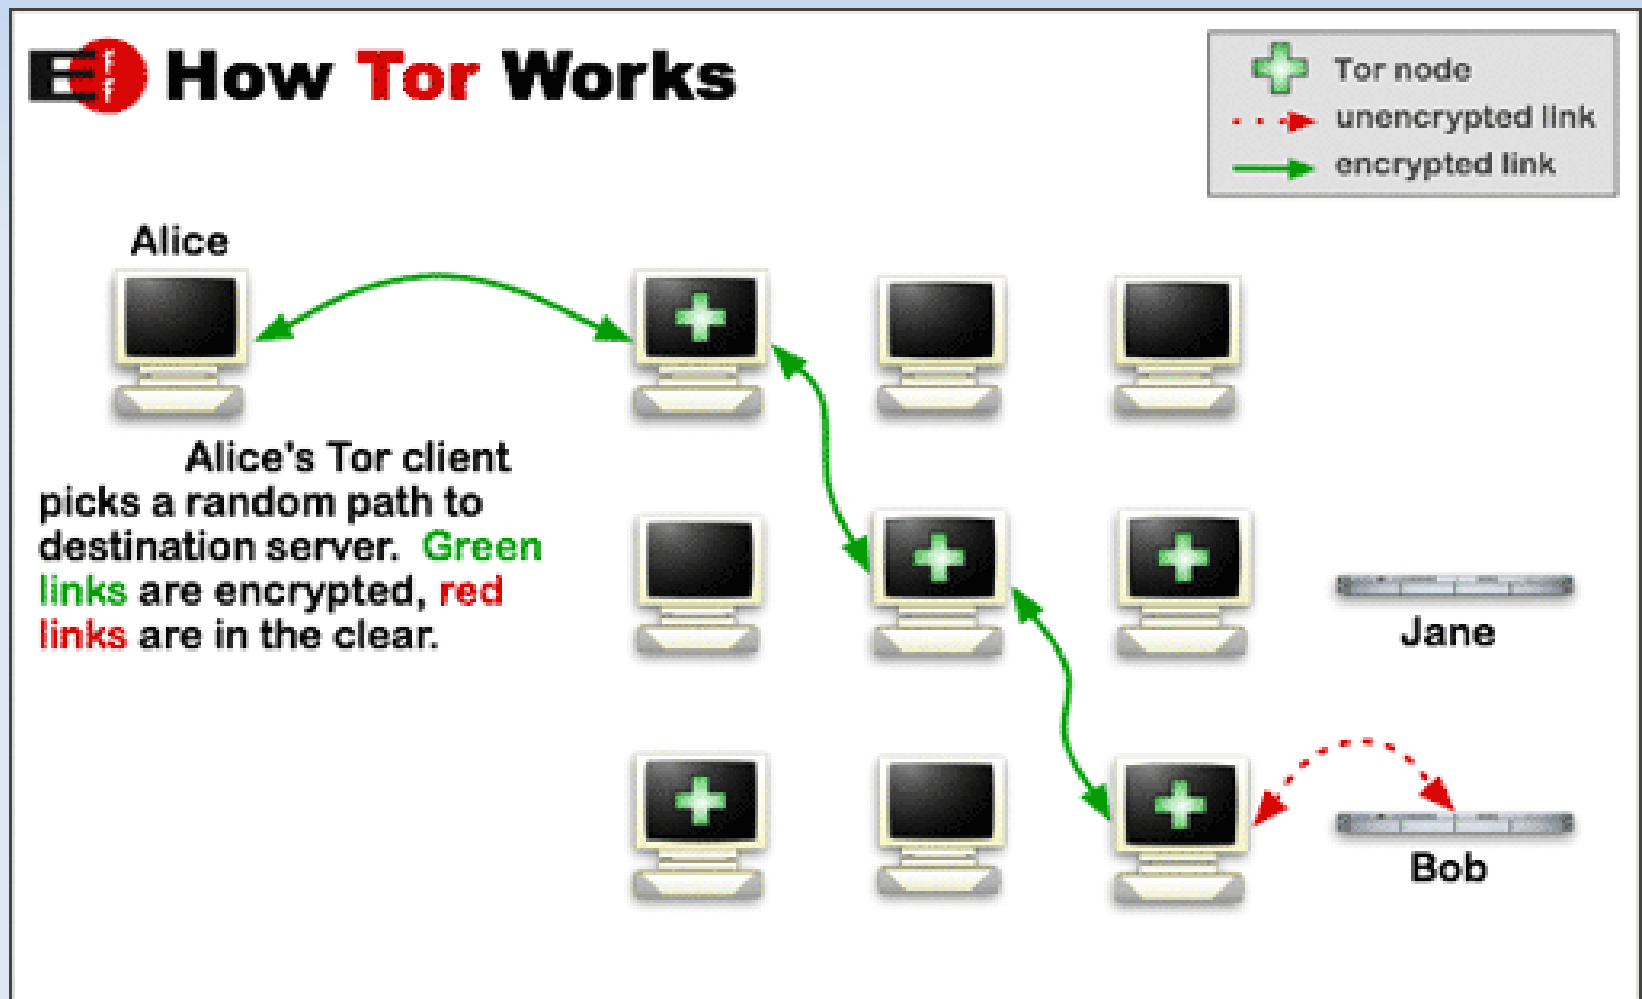 EFF How Tor Works
Tor node
unencrypted link
encrypted link
Alice
Alice's Tor client
picks a random path to
destination server. Green
links are encrypted, red
links are in the clear.
Jane
Bob